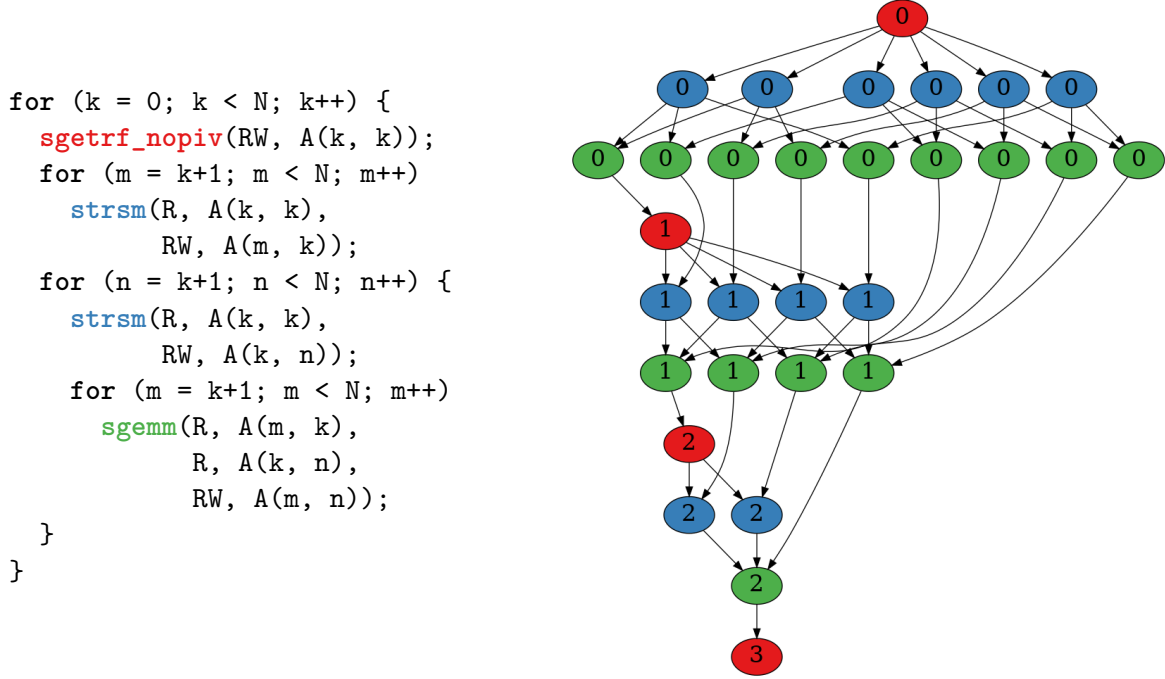 for (k = 0; k < N; k++) {
  sgetrf_nopiv(RW, A(k, k));
  for (m = k+1; m < N; m++)
    strsm(R, A(k, k),
          RW, A(m, k));
  for (n = k+1; n < N; n++) {
    strsm(R, A(k, k),
          RW, A(k, n));
    for (m = k+1; m < N; m++)
      sgemm(R, A(m, k),
            R, A(k, n),
            RW, A(m, n));
  }
}
0
0 0 0 0 0 0
0 0 0 0 0 0 0 0 0
1
1 1 1 1
1 1 1 1
2
2 2
2
3